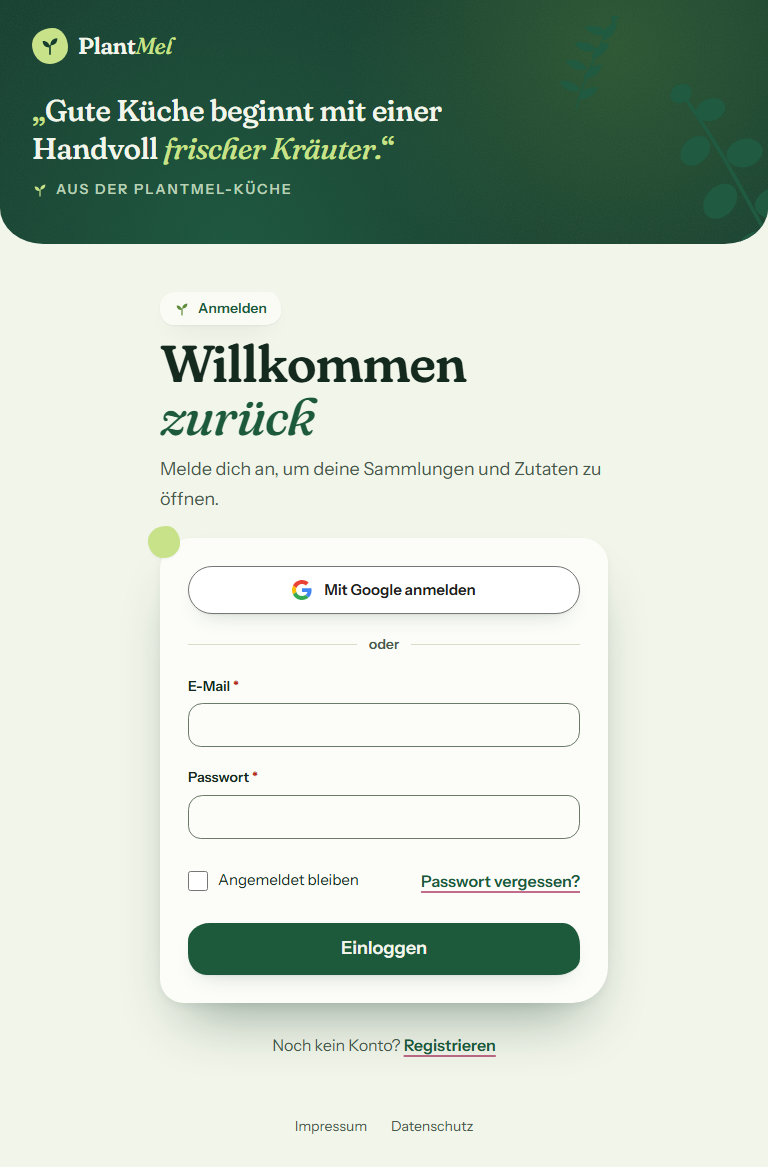 PlantMel
„Gute Küche beginnt mit einer
Handvoll frischer Kräuter.“
AUS DER PLANTMEL-KÜCHE
Anmelden
Willkommen
zurück
Melde dich an, um deine Sammlungen und Zutaten zu
öffnen.
Mit Google anmelden
oder
E-Mail *
Passwort *
Angemeldet bleiben
Passwort vergessen?
Einloggen
Noch kein Konto? Registrieren
Impressum Datenschutz